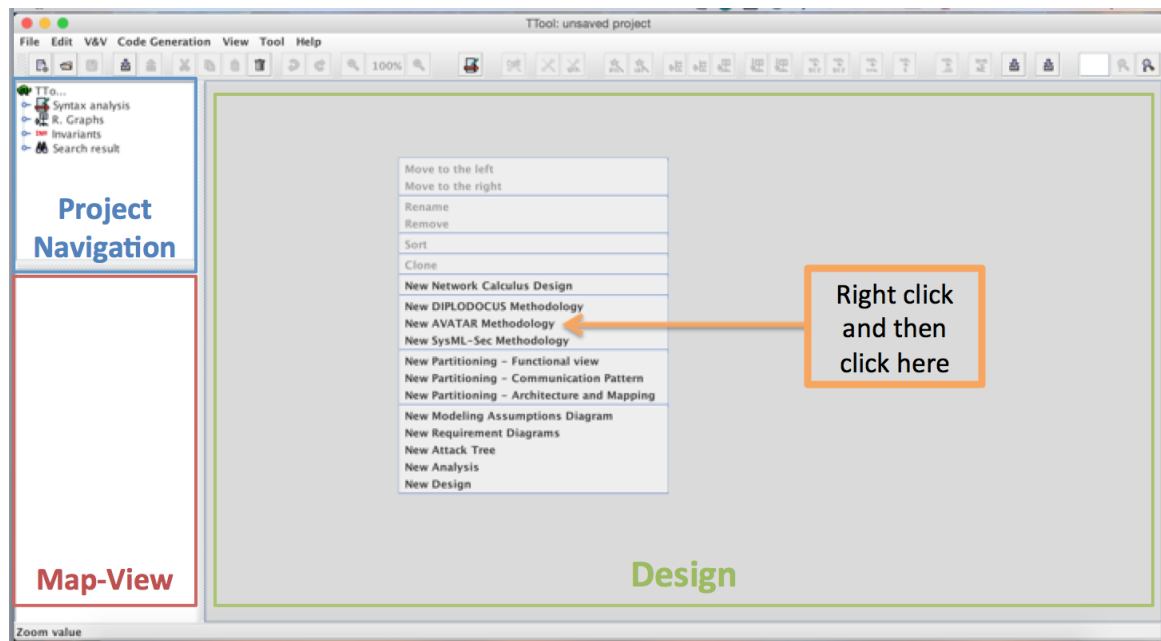 TTool: unsaved project
File Edit V&V Code Generation View Tool Help
100%
TTo...
Syntax analysis
R. Graphs
Invariants
Search result
Project
Navigation
Map-View
Move to the left
Move to the right
Rename
Remove
Sort
Clone
New Network Calculus Design
New DIPLODOCUS Methodology
New AVATAR Methodology
New SysML-Sec Methodology
New Partitioning - Functional view
New Partitioning - Communication Pattern
New Partitioning - Architecture and Mapping
New Modeling Assumptions Diagram
New Requirement Diagrams
New Attack Tree
New Analysis
New Design
Right click
and then
click here
Design
Zoom value